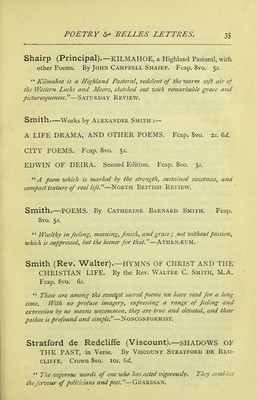 POETRY & BELLES LETTRES. 35
Shairp (Principal).—KILMAHOE, a Highland Pastoral, with
other Poems. By JOHN CAMPBELL SHAIRP. Fcap. 8vo. 5s.
"Kilmahoe is a Highland Pastoral, redolent of the warm soft air of
the Western Lochs and Moors, sketched out with remarkable grace and
picturesqueness."—SATURDAY REVIEW.
Smith.—Works by ALEXANDER SMITH :—
A LIFE DRAMA, AND OTHER POEMS. Fcap. 8vo. 2s. 6d.
CITY POEMS. Fcap. 8vo. 5s.
EDWIN OF DEIRA. Second Edition. Fcap. 8vo. 5s.
"A poem which is marked by the strength, sustained sweetness, and
compact texture of real life."—NORTH BRITISH REVIEW.
Smith.—POEMS. By CATHERINE BARNARD SMITH. Fcap.
8vo. 5s.
"Wealthy in feeling, meaning, finish, and grace; not without passion,
which is suppressed, but the keener for that."—ATHENÆUM.
Smith (Rev. Walter).—HYMNS OF CHRIST AND THE
CHRISTIAN LIFE. By the Rev. WALTER C. SMITH, M.A.
Fcap. 8vo. 6s.
"These are among the sweetest sacred poems we have read for a long
time. With no profuse imagery, expressing a range of feeling and
expression by no means uncommon, they are true and elevated, and their
pathos is profound and simple."—NONCONFORMIST.
Stratford de Redcliffe (Viscount).—SHADOWS OF
THE PAST, in Verse. By VISCOUNT STRATFORD DE RED-
CLIFFE. Crown 8vo. 10s. 6d.
"The vigorous words of one who has acted vigorously. They combine
the fervour of politician and poet."—GUARDIAN.